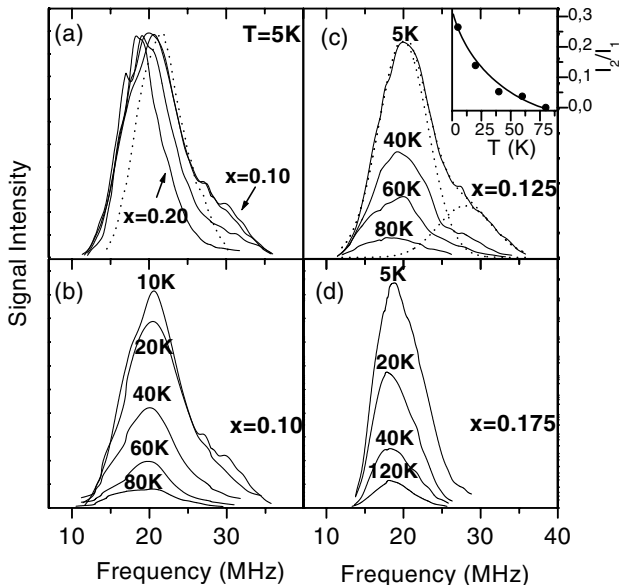 Signal Intensity
(a)
T=5K
x=0.10
x=0.20
(c)
5K
40K
60K
80K
x=0.125
0,3
0,2
0,1
0,0
I2/I1
0 25 50 75
T (K)
(b)
10K
20K
40K
60K
80K
x=0.10
(d)
5K
20K
40K
120K
x=0.175
10 20 30
10 20 30 40
Frequency (MHz)
Frequency (MHz)